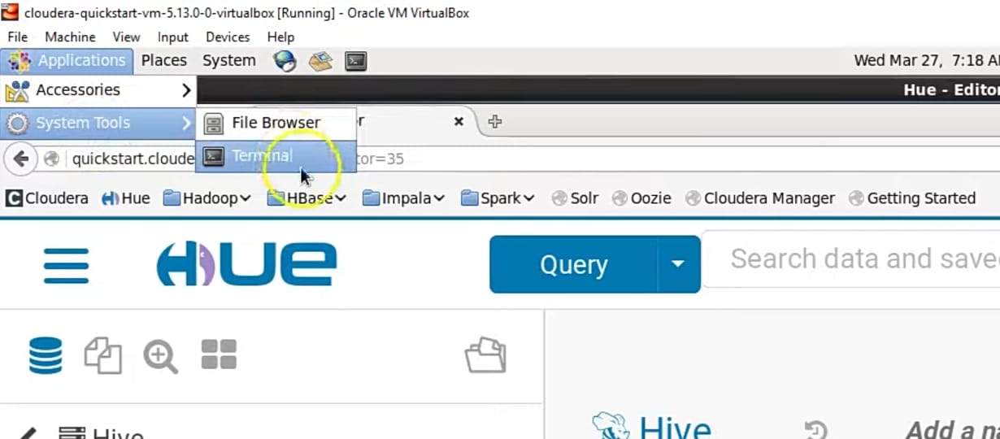 cloudera-quickstart-vm-5.13.0-0-virtualbox [Running] - Oracle VM VirtualBox
File Machine View Input Devices Help
Applications Places System Wed Mar 27, 7:18
Accessories Hue -
System Tools File Browser r
quickstart.cloude Terminal tor=35
Cloudera Hue Hadoop HBase Impala Spark Solr Oozie Cloudera Manager Getting Started
HUE Query Search data and save
Hive Hive Add a